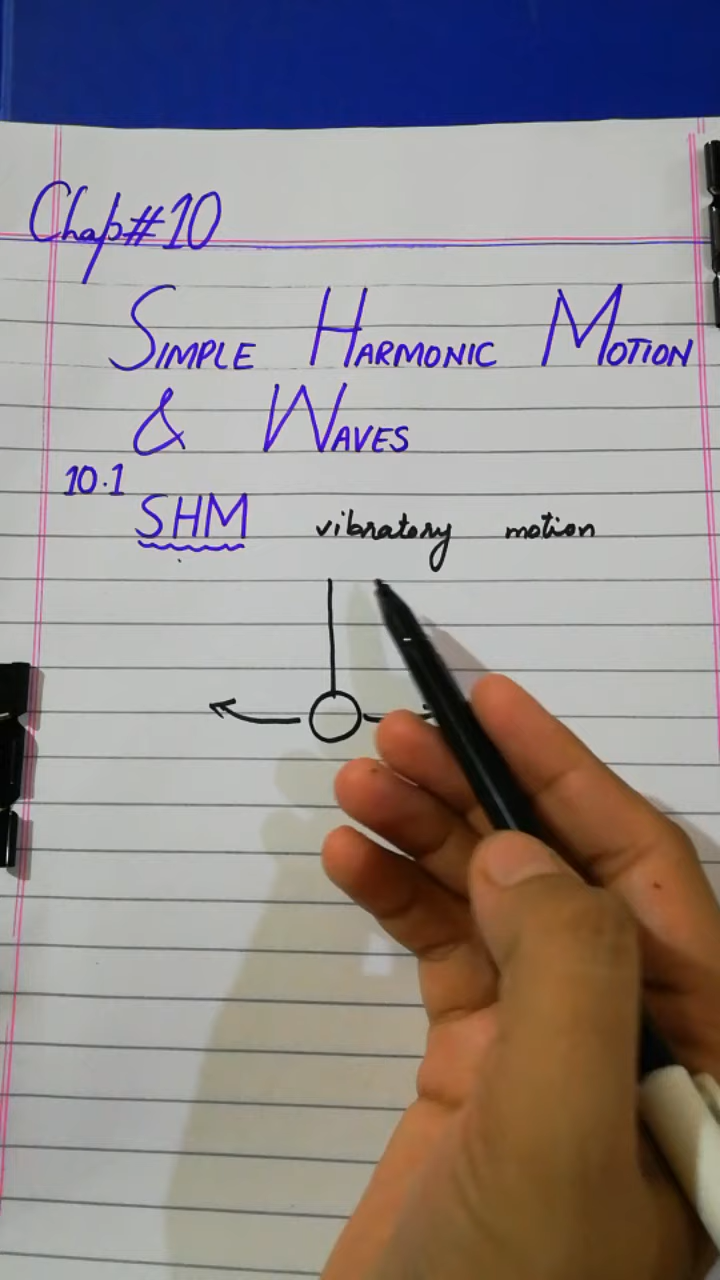 Chap#10
SIMPLE HARMONIC MOTION
& WAVES
10.1
SHM vibratory motion